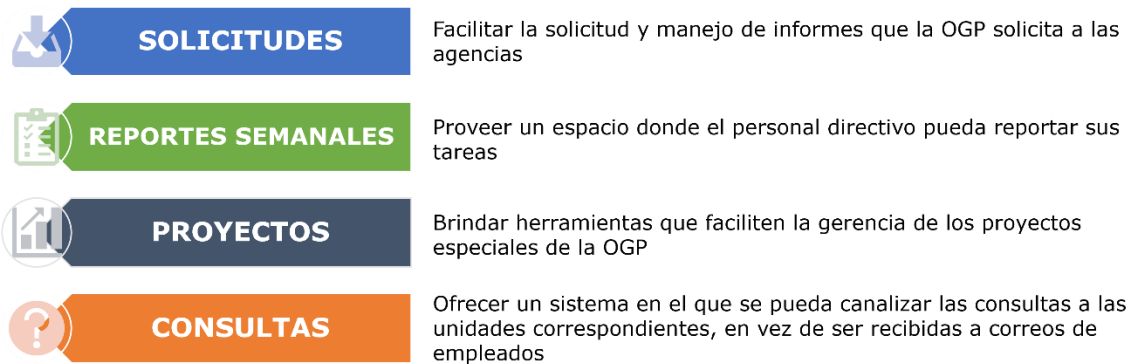 SOLICITUDES
Facilitar la solicitud y manejo de informes que la OGP solicita a las
agencias
REPORTES SEMANALES
Proveer un espacio donde el personal directivo pueda reportar sus
tareas
PROYECTOS
Brindar herramientas que faciliten la gerencia de los proyectos
especiales de la OGP
CONSULTAS
Ofrecer un sistema en el que se pueda canalizar las consultas a las
unidades correspondientes, en vez de ser recibidas a correos de
empleados